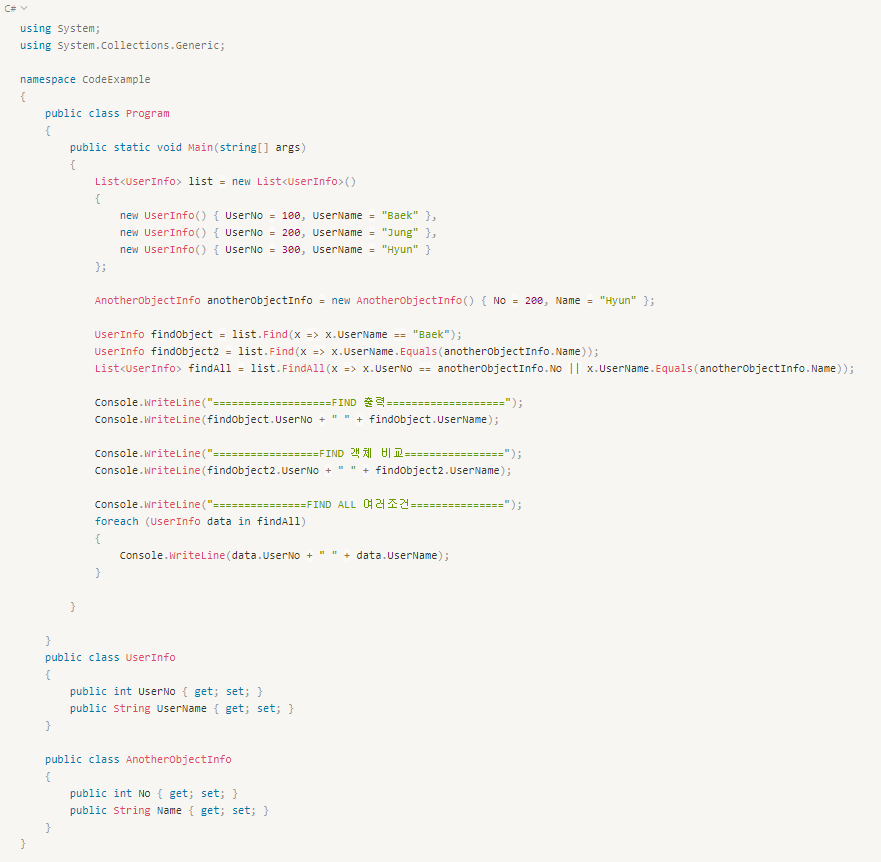 C#
using System;
using System.Collections.Generic;
namespace CodeExample
{
public class Program
{
public static void Main(string[] args)
{
List<UserInfo> list = new List<UserInfo>()
{
new UserInfo() { UserNo = 100, UserName = "Baek" },
new UserInfo() { UserNo = 200, UserName = "Jung" },
new UserInfo() { UserNo = 300, UserName = "Hyun" }
};
AnotherObjectInfo anotherObjectInfo = new AnotherObjectInfo() { No = 200, Name = "Hyun" };
UserInfo findObject = list.Find(x => x.UserName == "Baek");
UserInfo findObject2 = list.Find(x => x.UserName.Equals(anotherObjectInfo.Name));
List<UserInfo> findAll = list.FindAll(x => x.UserNo == anotherObjectInfo.No || x.UserName.Equals(anotherObjectInfo.Name));
Console.WriteLine("===================FIND 출력===================");
Console.WriteLine(findObject.UserNo + " " + findObject.UserName);
Console.WriteLine("=================FIND 객체 비교================");
Console.WriteLine(findObject2.UserNo + " " + findObject2.UserName);
Console.WriteLine("===============FIND ALL 여러조건===============");
foreach (UserInfo data in findAll)
{
Console.WriteLine(data.UserNo + " " + data.UserName);
}
}
}
public class UserInfo
{
public int UserNo { get; set; }
public String UserName { get; set; }
}
public class AnotherObjectInfo
{
public int No { get; set; }
public String Name { get; set; }
}
}